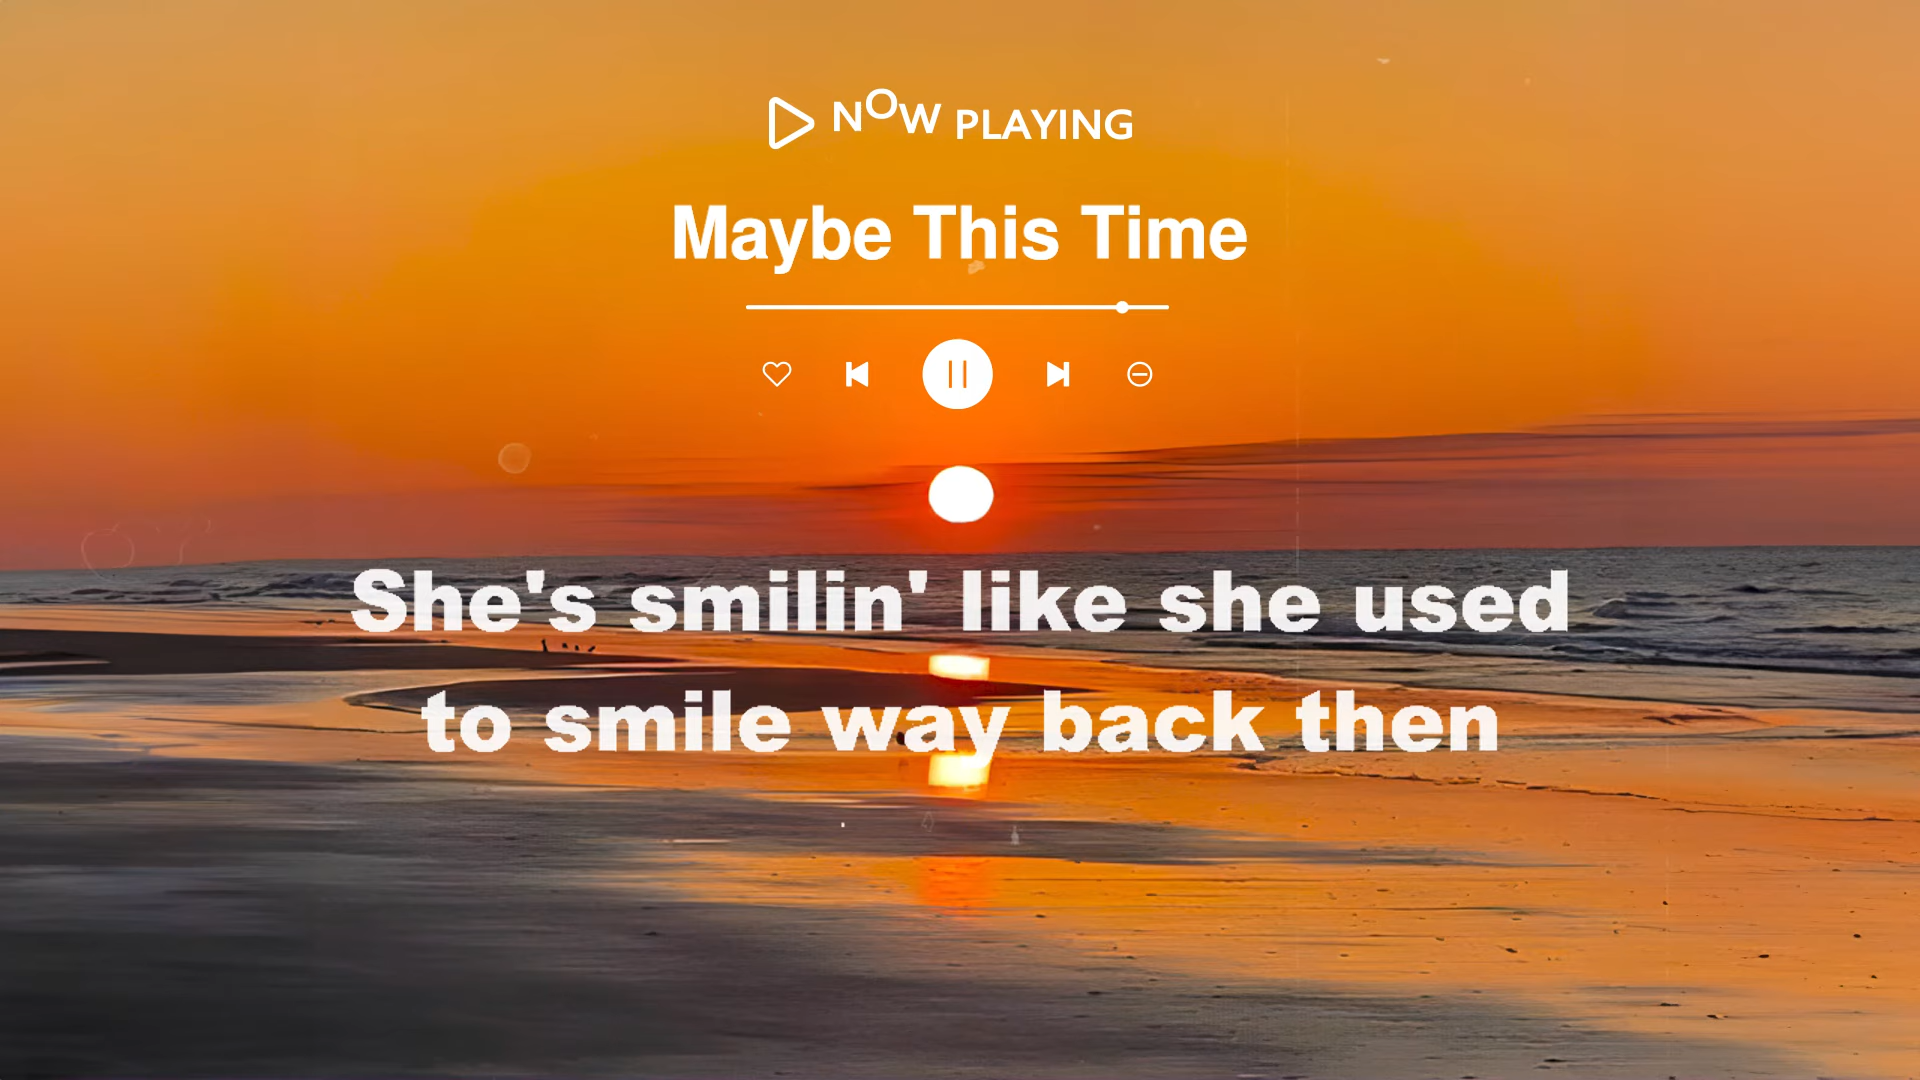 NOW PLAYING
Maybe This Time
She's smilin' like she used
to smile way back then